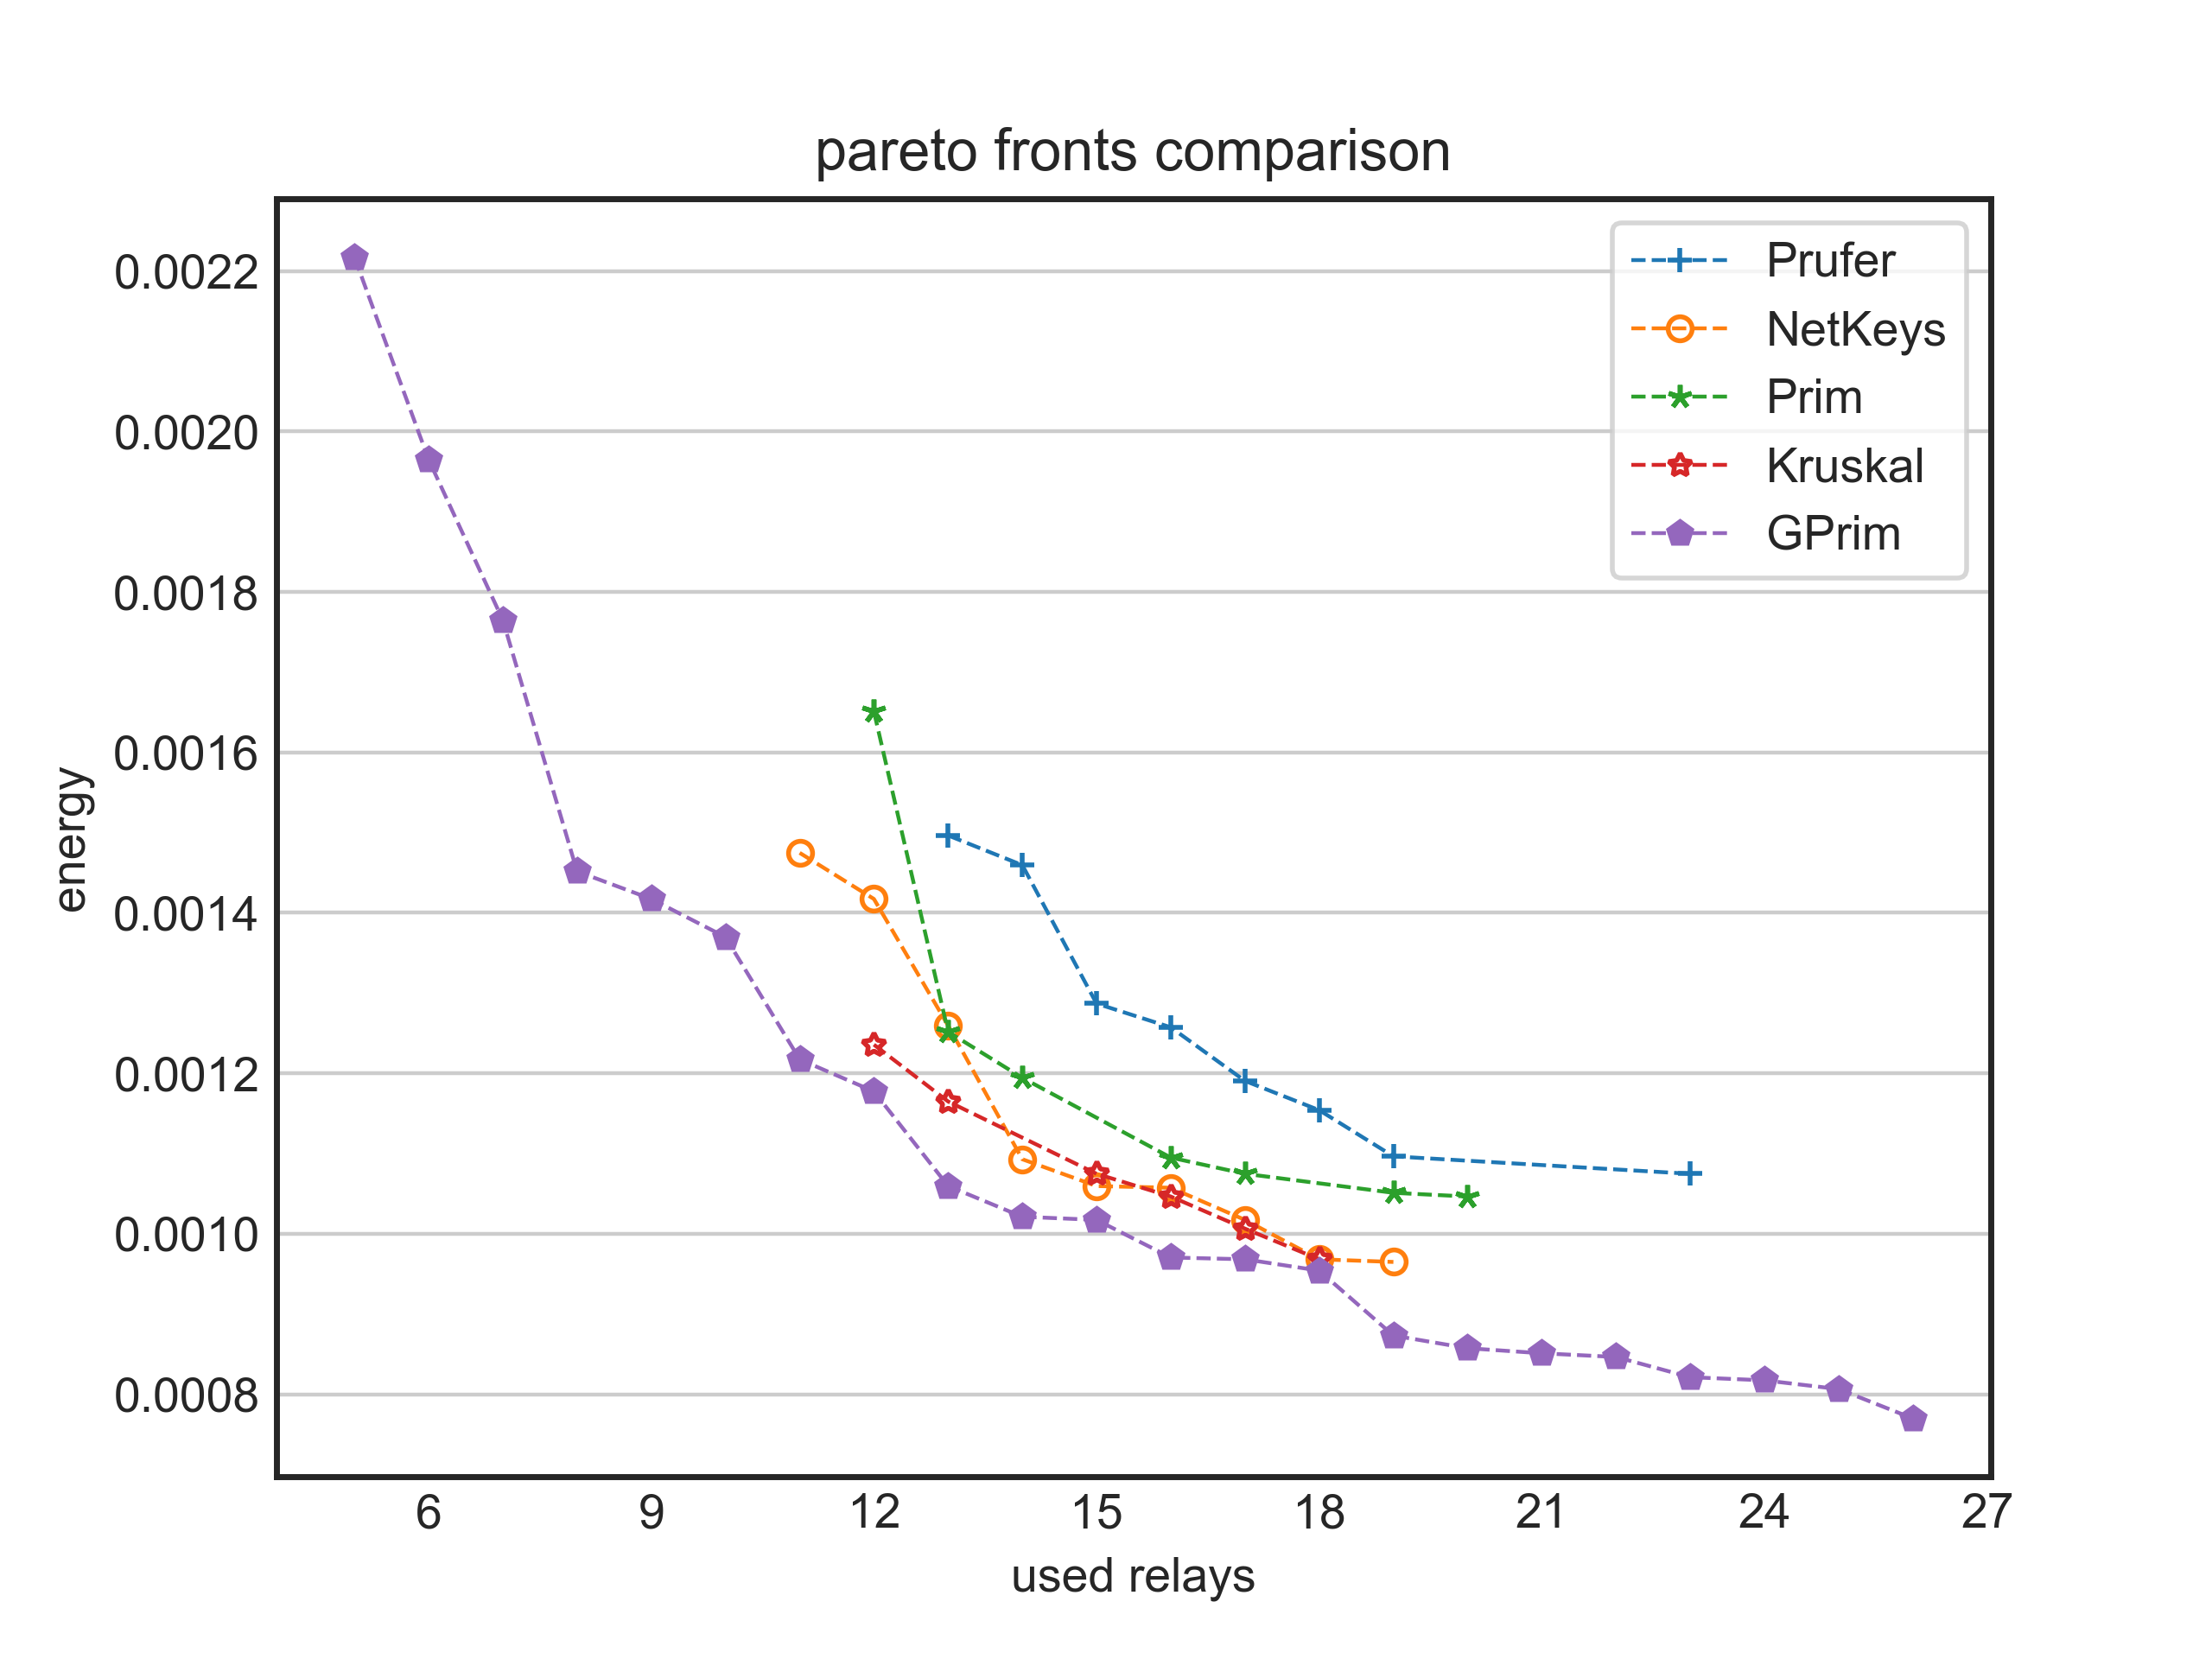 pareto fronts comparison
Prufer
NetKeys
Prim
Kruskal
GPrim
0.0022
0.0020
0.0018
0.0016
0.0014
0.0012
0.0010
0.0008
energy
6 9 12 15 18 21 24 27
used relays